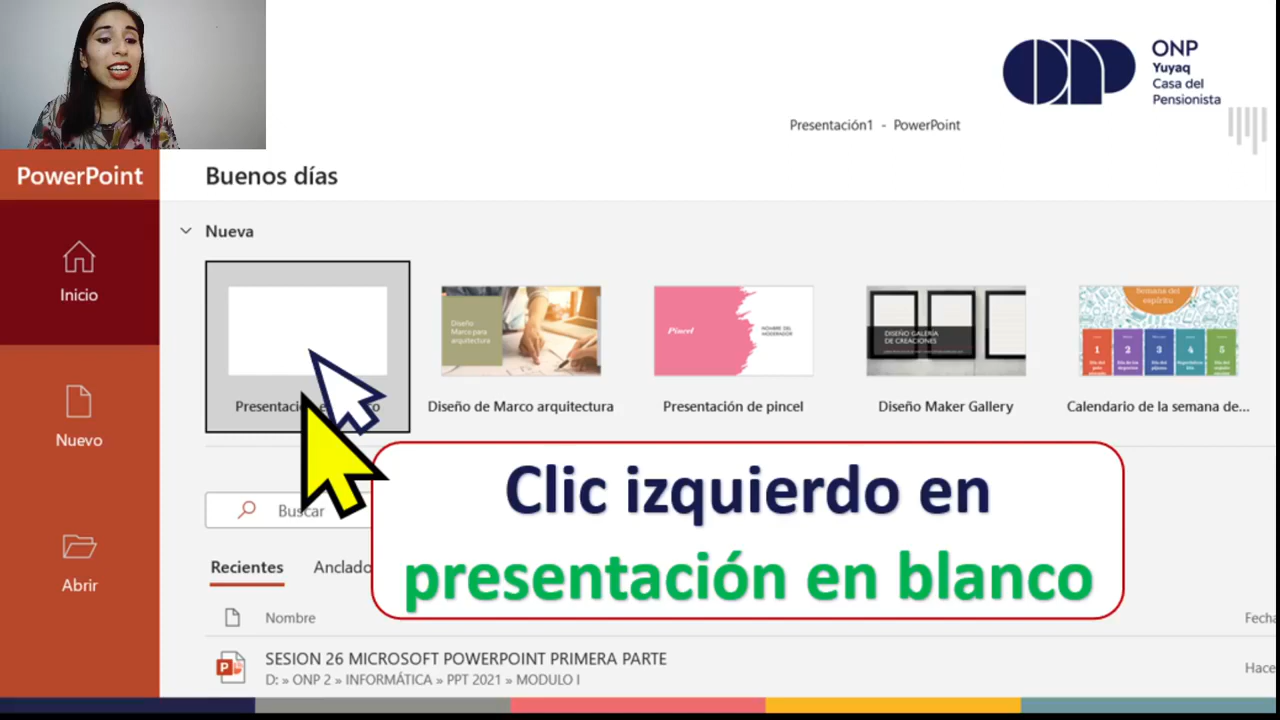 ONP
Yuyaq
Casa del
Pensionista
Presentación1 - PowerPoint
PowerPoint
Buenos días
Nueva
Inicio
Nuevo
Abrir
Diseño
Marco para
arquitectura
Pincel
NOMBRE DEL
MODERADOR
DISEÑO GALERÍA
DE CREACIONES
Semana del
espíritu
1 2 3 4 5
Diseño de Marco arquitectura
Presentación de pincel
Diseño Maker Gallery
Calendario de la semana de...
Clic izquierdo en
presentación en blanco
Buscar
Recientes
Anclado
Nombre
Fecha
SESION 26 MICROSOFT POWERPOINT PRIMERA PARTE
D: » ONP 2 » INFORMÁTICA » PPT 2021 » MODULO I
Hace